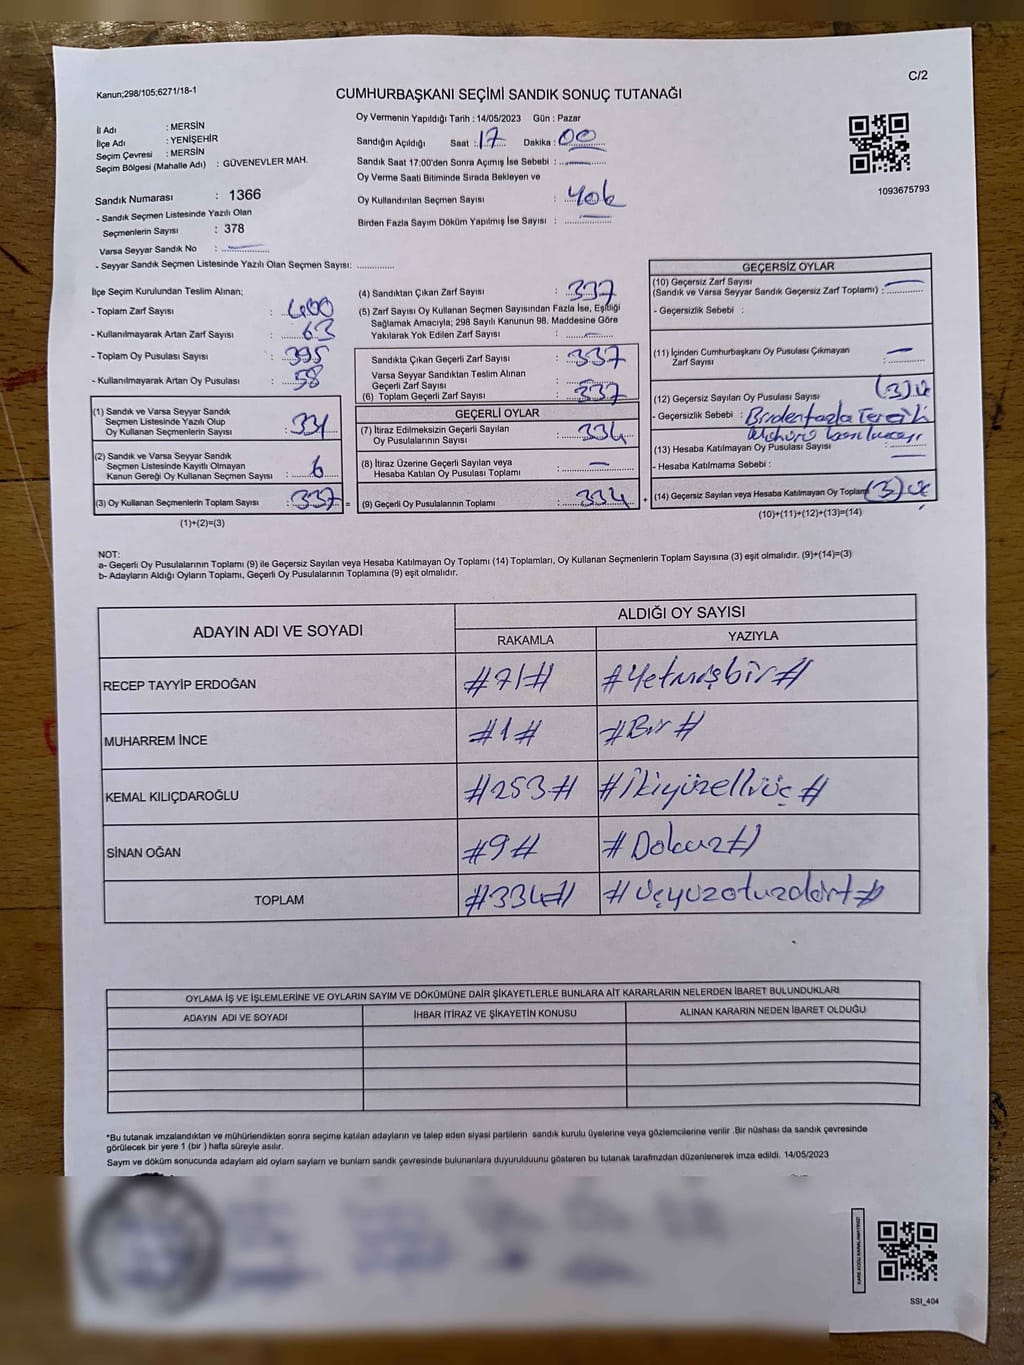 C/2
Kanun;298/105;6271/18-1
CUMHURBAŞKANI SEÇİMİ SANDIK SONUÇ TUTANAĞI
İl Adı : MERSİN
İlçe Adı : YENİŞEHİR
Seçim Çevresi : MERSİN
Seçim Bölgesi (Mahalle Adı) : GÜVENEVLER MAH.
Sandık Numarası : 1366
- Sandık Seçmen Listesinde Yazılı Olan
Seçmenlerin Sayısı : 378
Varsa Seyyar Sandık No :
- Seyyar Sandık Seçmen Listesinde Yazılı Olan Seçmen Sayısı: ..............
Oy Vermenin Yapıldığı Tarih : 14/05/2023 Gün : Pazar
Sandığın Açıldığı Saat : 17 Dakika : 00
Sandık Saat 17:00'den Sonra Açımış İse Sebebi : —
Oy Verme Saati Bitiminde Sırada Bekleyen ve
Oy Kullandırılan Seçmen Sayısı : Yok
Birden Fazla Sayım Döküm Yapılmış İse Sayısı : —
1093675793
İlçe Seçim Kurulundan Teslim Alınan;
- Toplam Zarf Sayısı : 400
- Kullanılmayarak Artan Zarf Sayısı : 63
- Toplam Oy Pusulası Sayısı : 395
- Kullanılmayarak Artan Oy Pusulası : 58
(1) Sandık ve Varsa Seyyar Sandık
Seçmen Listesinde Yazılı Olup
Oy Kullanan Seçmenlerin Sayısı : 331
(2) Sandık ve Varsa Seyyar Sandık
Seçmen Listesinde Kayıtlı Olmayan
Kanun Gereği Oy Kullanan Seçmen Sayısı : 6
(3) Oy Kullanan Seçmenlerin Toplam Sayısı : 337 =
(1)+(2)=(3)
(4) Sandıktan Çıkan Zarf Sayısı : 337
(5) Zarf Sayısı Oy Kullanan Seçmen Sayısından Fazla İse, Eşitliği
Sağlamak Amacıyla; 298 Sayılı Kanunun 98. Maddesine Göre
Yakılarak Yok Edilen Zarf Sayısı : —
Sandıkta Çıkan Geçerli Zarf Sayısı : 337
Varsa Seyyar Sandıktan Teslim Alınan
Geçerli Zarf Sayısı :
(6) Toplam Geçerli Zarf Sayısı : 337
GEÇERLİ OYLAR
(7) İtiraz Edilmeksizin Geçerli Sayılan
Oy Pusulalarının Sayısı : 334
(8) İtiraz Üzerine Geçerli Sayılan veya
Hesaba Katılan Oy Pusulası Toplamı : —
(9) Geçerli Oy Pusulalarının Toplamı : 334 +
GEÇERSİZ OYLAR
(10) Geçersiz Zarf Sayısı
(Sandık ve Varsa Seyyar Sandık Geçersiz Zarf Toplamı) : —
- Geçersizlik Sebebi :
(11) İçinden Cumhurbaşkanı Oy Pusulası Çıkmayan
Zarf Sayısı : —
(12) Geçersiz Sayılan Oy Pusulası Sayısı : (3) üç
- Geçersizlik Sebebi : Birden fazla Tercih
(13) Hesaba Katılmayan Oy Pusulası Sayısı : —
- Hesaba Katılmama Sebebi :
(14) Geçersiz Sayılan veya Hesaba Katılmayan Oy Toplam (3) üç
(10)+(11)+(12)+(13)=(14)
NOT:
a- Geçerli Oy Pusulalarının Toplamı (9) ile Geçersiz Sayılan veya Hesaba Katılmayan Oy Toplamı (14) Toplamları, Oy Kullanan Seçmenlerin Toplam Sayısına (3) eşit olmalıdır. (9)+(14)=(3)
b- Adayların Aldığı Oyların Toplamı, Geçerli Oy Pusulalarının Toplamına (9) eşit olmalıdır.
ADAYIN ADI VE SOYADI
ALDIĞI OY SAYISI
RAKAMLA YAZIYLA
RECEP TAYYİP ERDOĞAN #71# #Yetmişbir#
MUHARREM İNCE #1# #Bir#
KEMAL KILIÇDAROĞLU #253# #İkiyüzelliüç#
SİNAN OĞAN #9# #Dokuz#
TOPLAM #334# #üçyüzotuzdört#
OYLAMA İŞ VE İŞLEMLERİNE VE OYLARIN SAYIM VE DÖKÜMÜNE DAİR ŞİKAYETLERLE BUNLARA AİT KARARLARIN NELERDEN İBARET BULUNDUKLARI
ADAYIN ADI VE SOYADI İHBAR İTİRAZ VE ŞİKAYETİN KONUSU ALINAN KARARIN NEDEN İBARET OLDUĞU
*Bu tutanak imzalandıktan ve mühürlendikten sonra seçime katılan adayların ve talep eden siyasi partilerin sandık kurulu üyelerine veya gözlemcilerine verilir .Bir nüshası da sandık çevresinde
görülecek bir yere 1 (bir ) hafta süreyle asılır.
Sayım ve döküm sonucunda adayların ald oyların sayların ve bunların sandk çevresinde bulunanlara duyurulduunu gösteren bu tutanak tarafmzdan düzenlenerek imza edildi. 14/05/2023
SSI_404